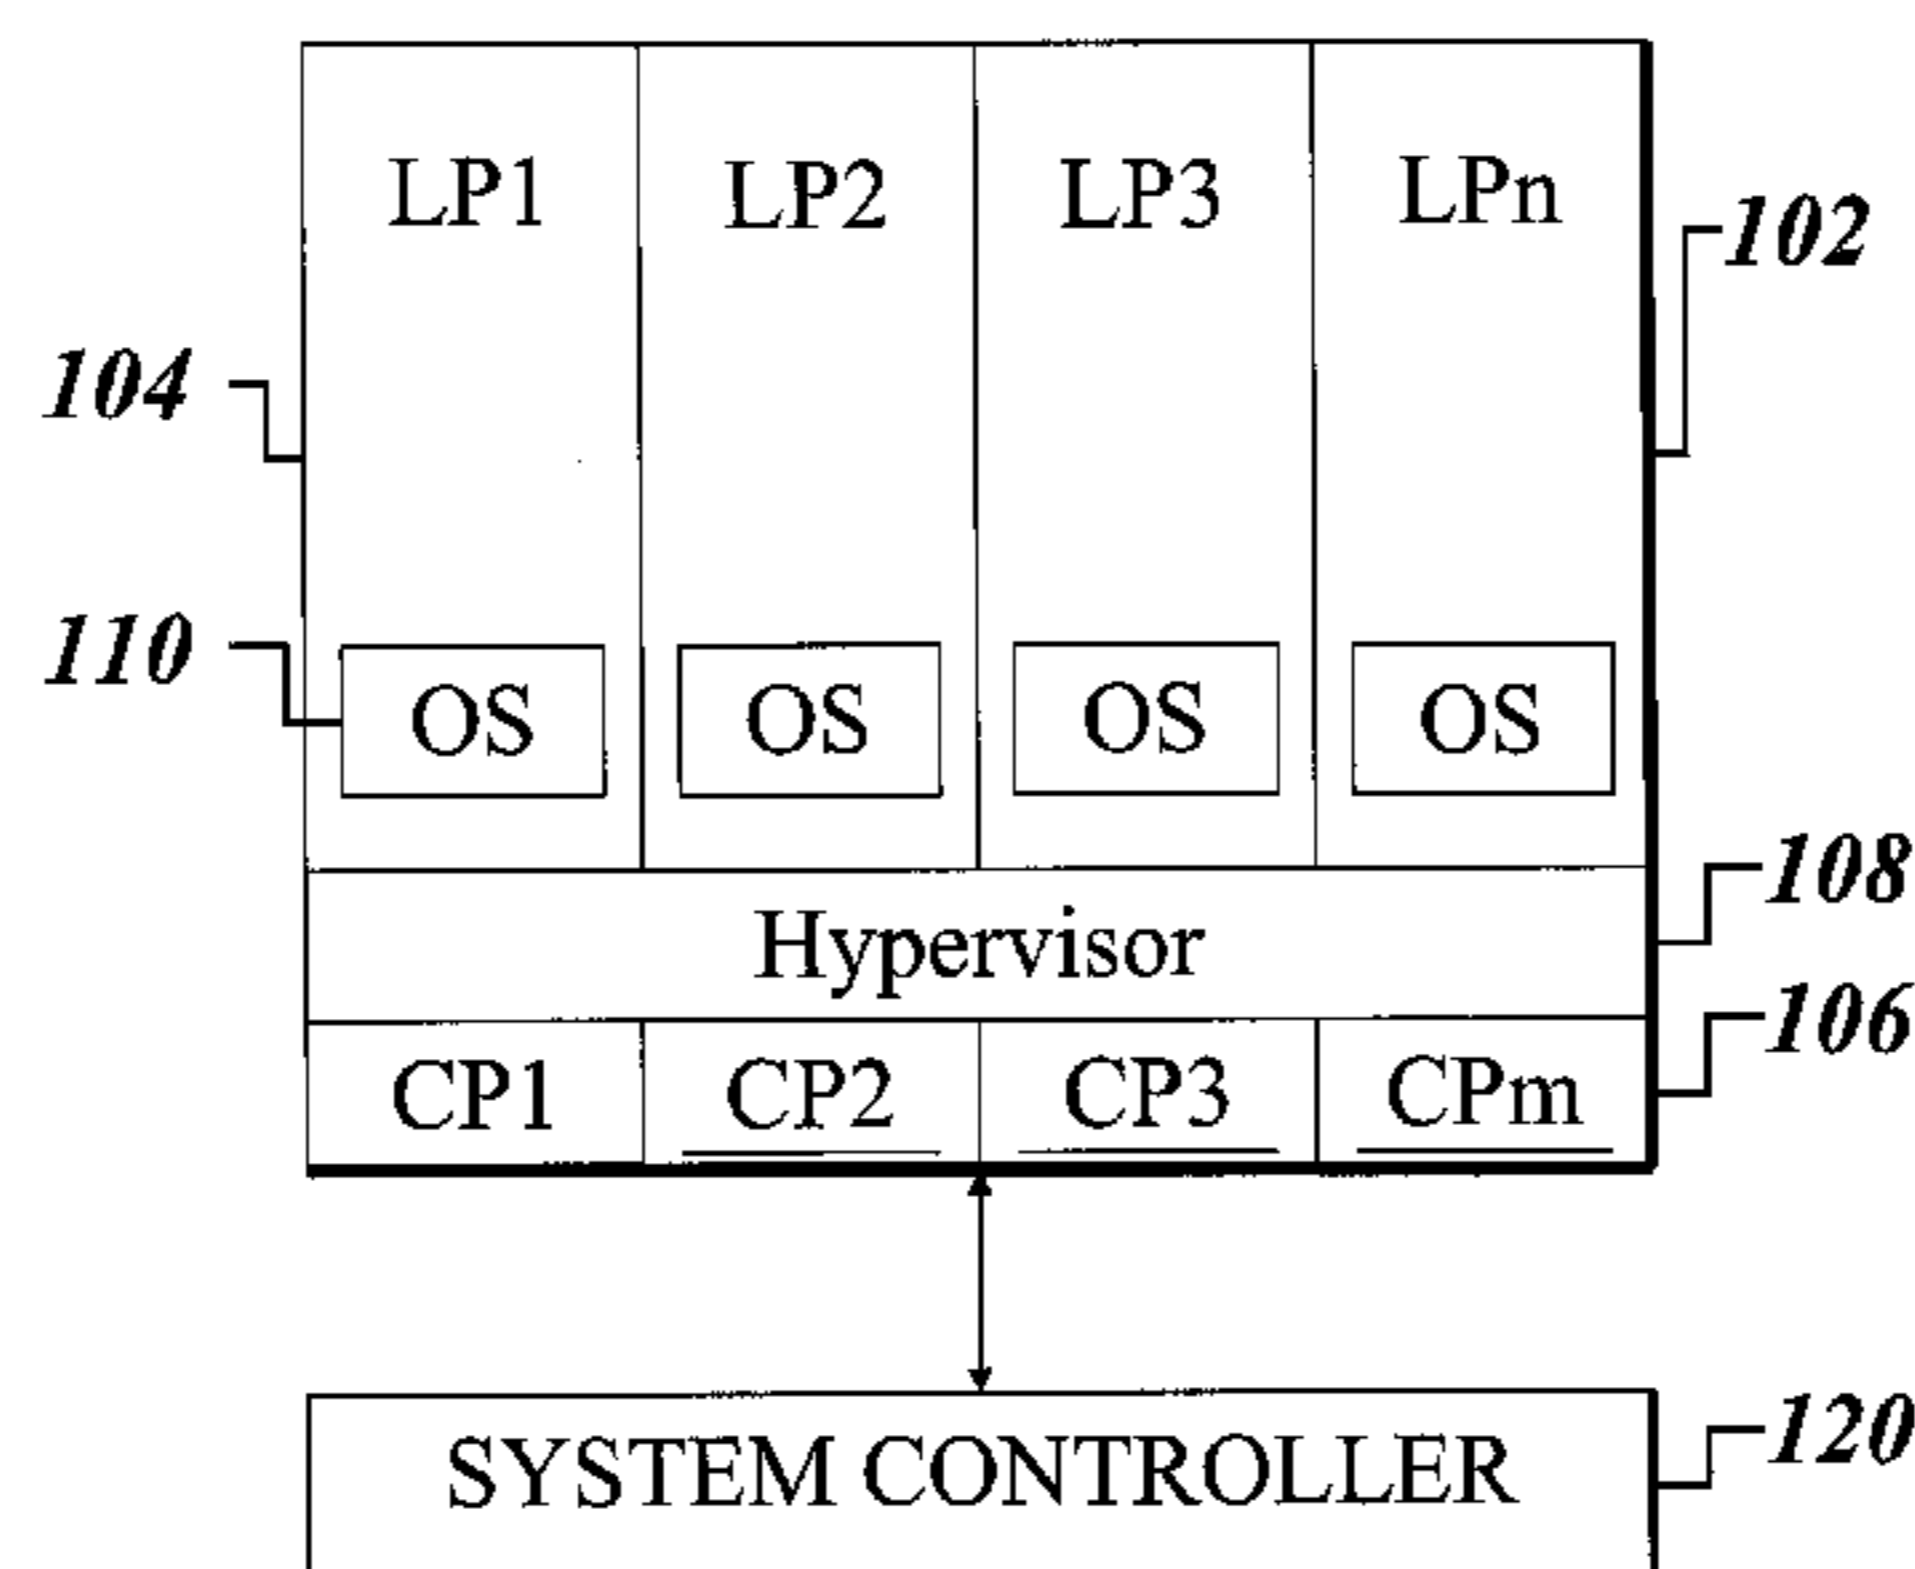 LP1 LP2 LP3 LPn
102
104
110
OS OS OS OS
108
Hypervisor
106
CP1 CP2 CP3 CPm
120
SYSTEM CONTROLLER